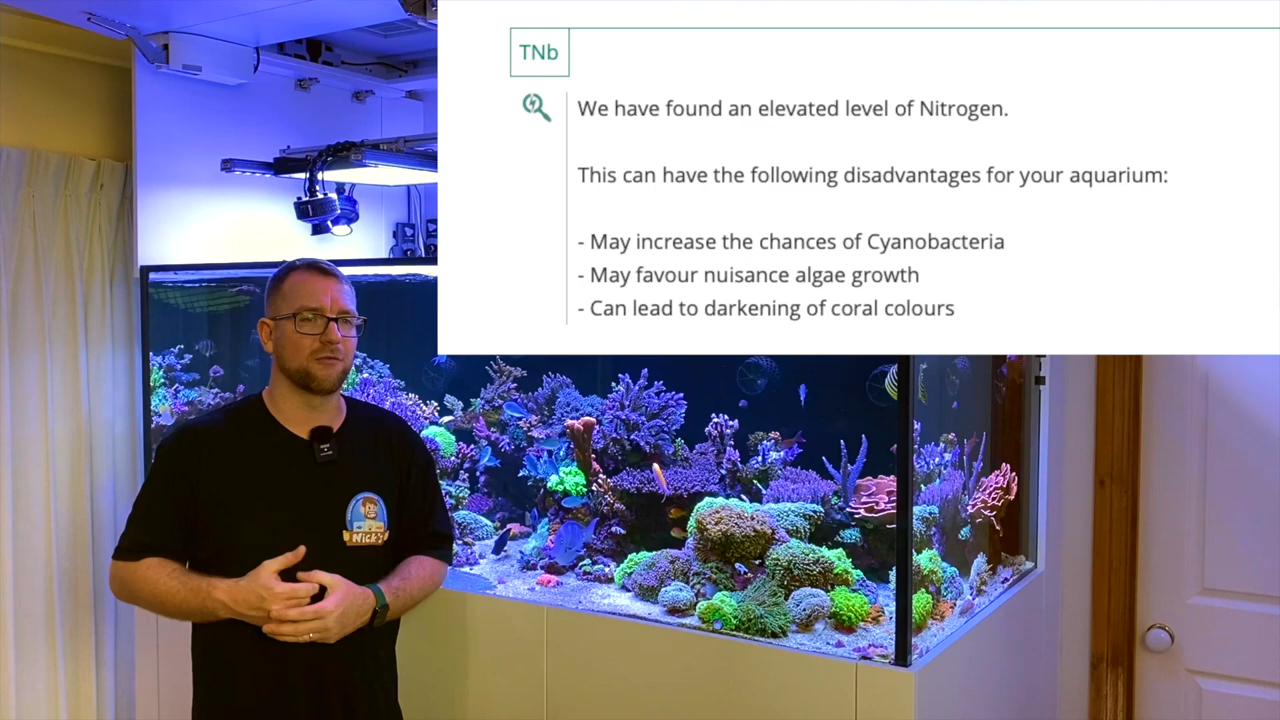 TNb
We have found an elevated level of Nitrogen.
This can have the following disadvantages for your aquarium:
- May increase the chances of Cyanobacteria
- May favour nuisance algae growth
- Can lead to darkening of coral colours
Nick's